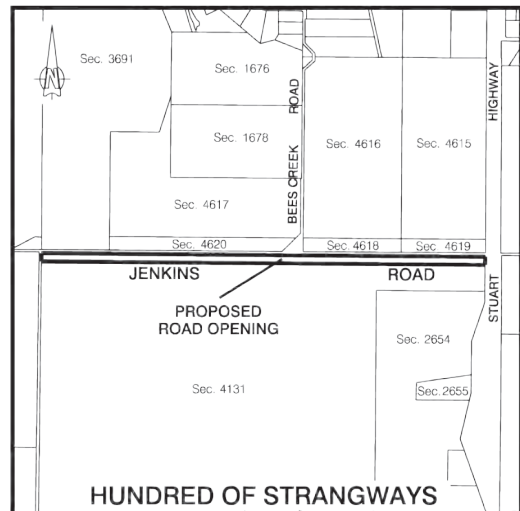 N
Sec. 3691
Sec. 1676
Sec. 1678
BEES CREEK ROAD
Sec. 4616
Sec. 4615
HIGHWAY
Sec. 4617
Sec. 4620
Sec. 4618
Sec. 4619
JENKINS ROAD
STUART
PROPOSED
ROAD OPENING
Sec. 2654
Sec. 4131
Sec. 2655
HUNDRED OF STRANGWAYS